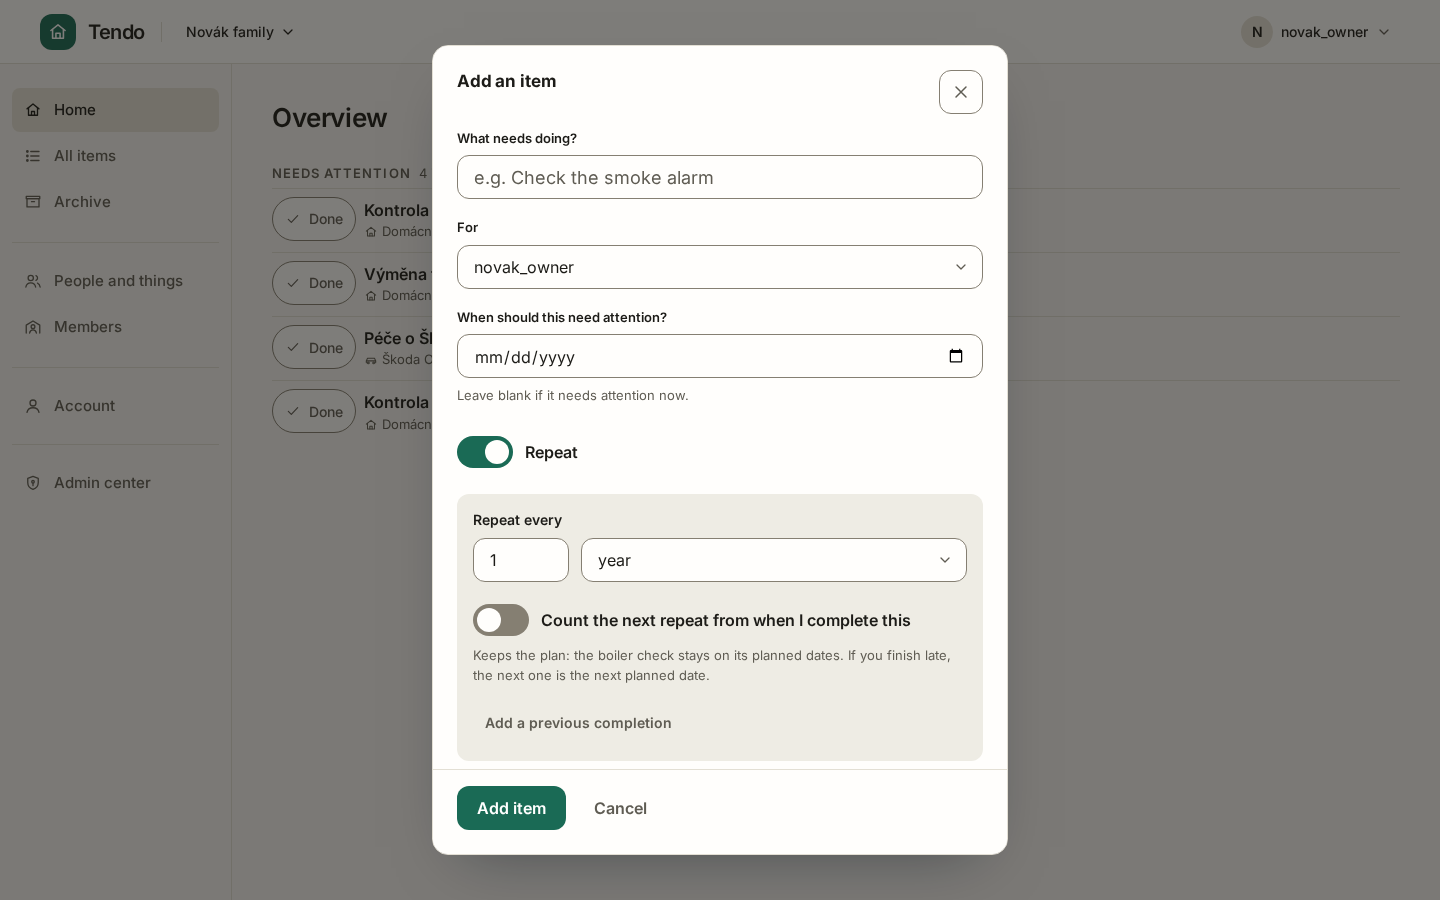 Tendo
Novák family
N
novak_owner
Home
All items
Archive
People and things
Members
Account
Admin center
Overview
NEEDS ATTENTION 4
Done
Kontrola
Done
Výměna
Done
Péče o
Škoda
Done
Kontrola
Add an item
What needs doing?
e.g. Check the smoke alarm
For
novak_owner
When should this need attention?
mm/dd/yyyy
Leave blank if it needs attention now.
Repeat
Repeat every
1
year
Count the next repeat from when I complete this
Keeps the plan: the boiler check stays on its planned dates. If you finish late,
the next one is the next planned date.
Add a previous completion
Add item
Cancel